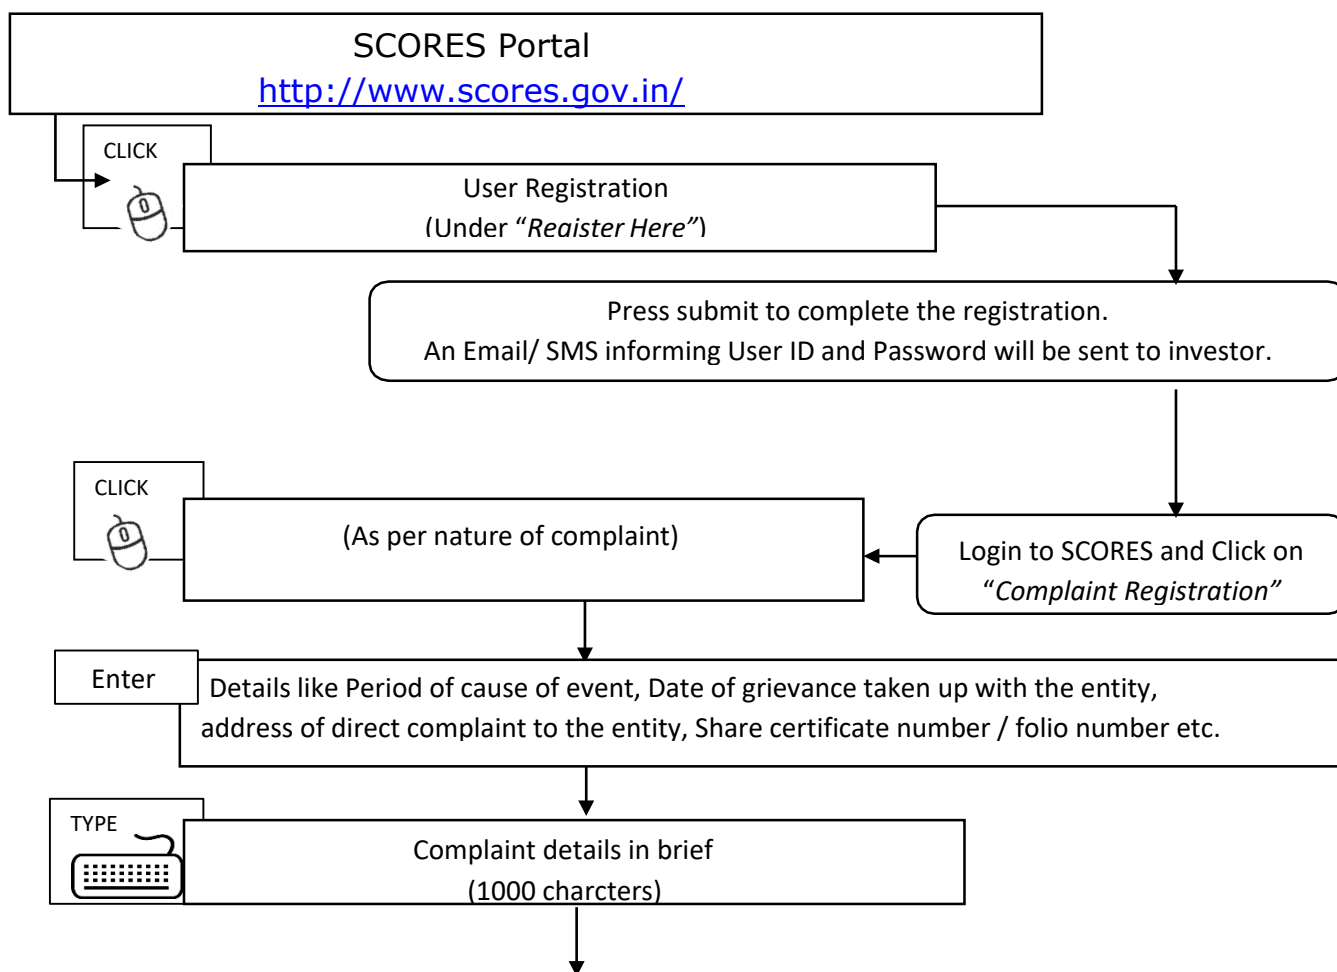 SCORES Portal
http://www.scores.gov.in/
CLICK
User Registration
(Under “Register Here”)
Press submit to complete the registration.
An Email/ SMS informing User ID and Password will be sent to investor.
CLICK
(As per nature of complaint)
Login to SCORES and Click on
“Complaint Registration”
Enter
Details like Period of cause of event, Date of grievance taken up with the entity,
address of direct complaint to the entity, Share certificate number / folio number etc.
TYPE
Complaint details in brief
(1000 charcters)